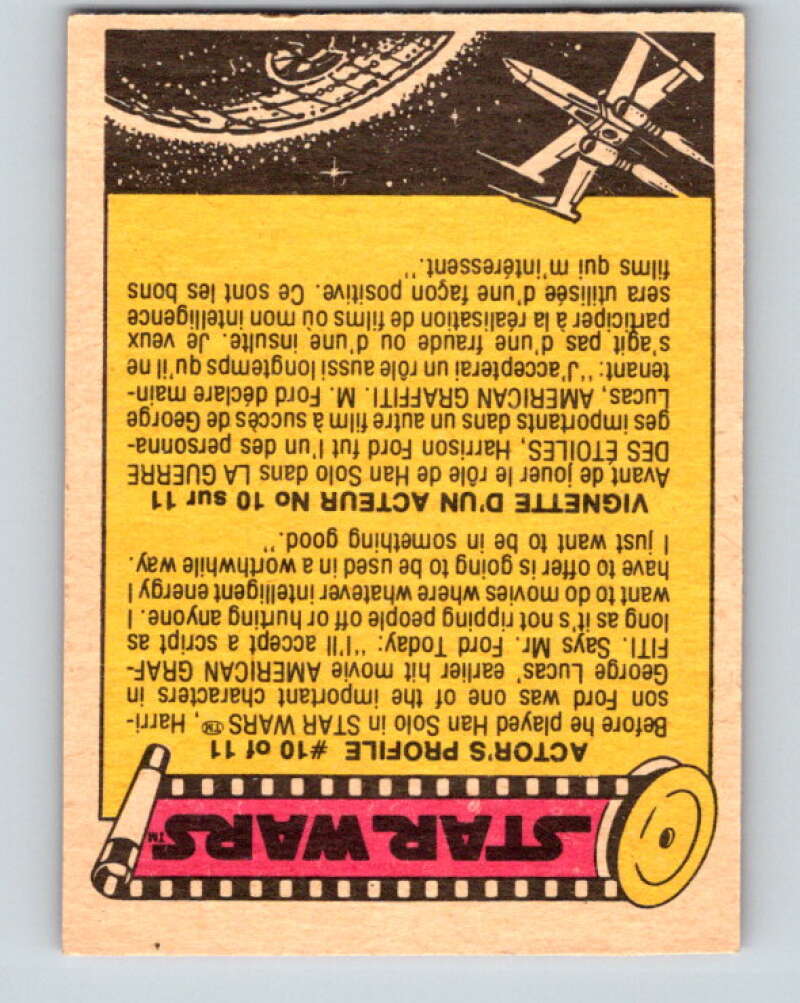 STAR WARS™
ACTOR'S PROFILE #10 of 11
Before he played Han Solo in STAR WARS™, Harri-
son Ford was one of the important characters in
George Lucas' earlier hit movie AMERICAN GRAF-
FITI. Says Mr. Ford Today: "I'll accept a script as
long as it's not ripping people off or hurting anyone. I
want to do movies where whatever intelligent energy I
have to offer is going to be used in a worthwhile way.
I just want to be in something good."
VIGNETTE D'UN ACTEUR No 10 sur 11
Avant de jouer le rôle de Han Solo dans LA GUERRE
DES ÉTOILES, Harrison Ford fut l'un des personna-
ges importants dans un autre film à succès de George
Lucas, AMERICAN GRAFFITI. M. Ford déclare main-
tenant: "J'accepterai un rôle aussi longtemps qu'il ne
s'agit pas d'une fraude ou d'une insulte. Je veux
participer à la réalisation de films où mon intelligence
sera utilisée d'une façon positive. Ce sont les bons
films qui m'intéressent."